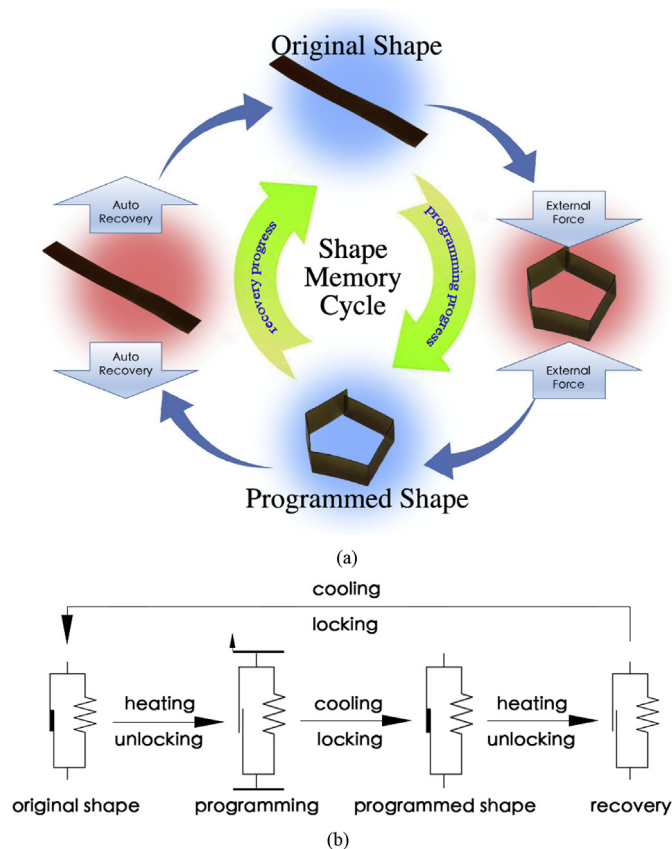 Original Shape
Auto
Recovery
External
Force
recovery progress
Shape
Memory
Cycle
programming progress
Auto
Recovery
External
Force
Programmed Shape
(a)
cooling
locking
heating
unlocking
cooling
locking
heating
unlocking
original shape
programming
programmed shape
recovery
(b)